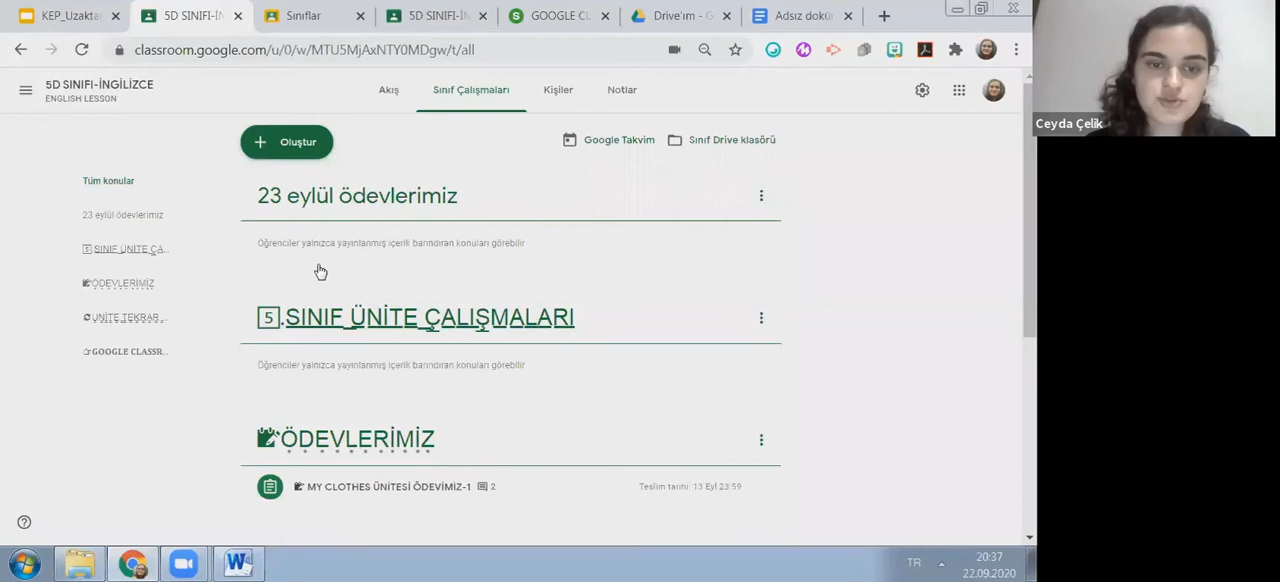 KEP_Uzakta
5D SINIFI-İN
Sınıflar
5D SINIFI-İN
GOOGLE CL
Drive'ım - G
Adsız dokü
classroom.google.com/u/0/w/MTU5MjAxNTY0MDgw/t/all
5D SINIFI-İNGİLİZCE
ENGLISH LESSON
Akış
Sınıf Çalışmaları
Kişiler
Notlar
Ceyda Çelik
Oluştur
Google Takvim
Sınıf Drive klasörü
Tüm konular
23 eylül ödevlerimiz
5 SINIF ÜNİTE ÇA...
ÖDEVLERİMİZ
ÜNİTE TEKRAR ...
GOOGLE CLASSR...
23 eylül ödevlerimiz
Öğrenciler yalnızca yayınlanmış içerik barındıran konuları görebilir
5.SINIF ÜNİTE ÇALIŞMALARI
Öğrenciler yalnızca yayınlanmış içerik barındıran konuları görebilir
ÖDEVLERİMİZ
MY CLOTHES ÜNİTESİ ÖDEVİMİZ-1 2
Teslim tarihi: 13 Eyl 23:59
TR
20:37
22.09.2020